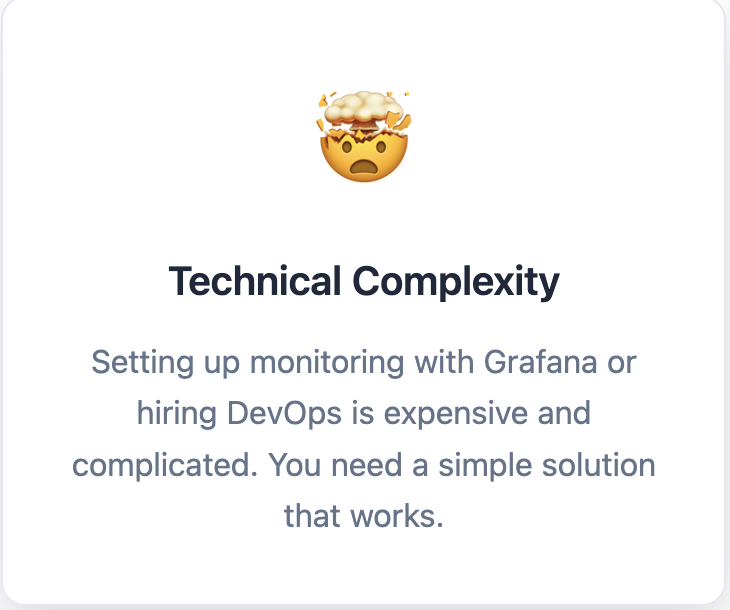 Technical Complexity
Setting up monitoring with Grafana or
hiring DevOps is expensive and
complicated. You need a simple solution
that works.